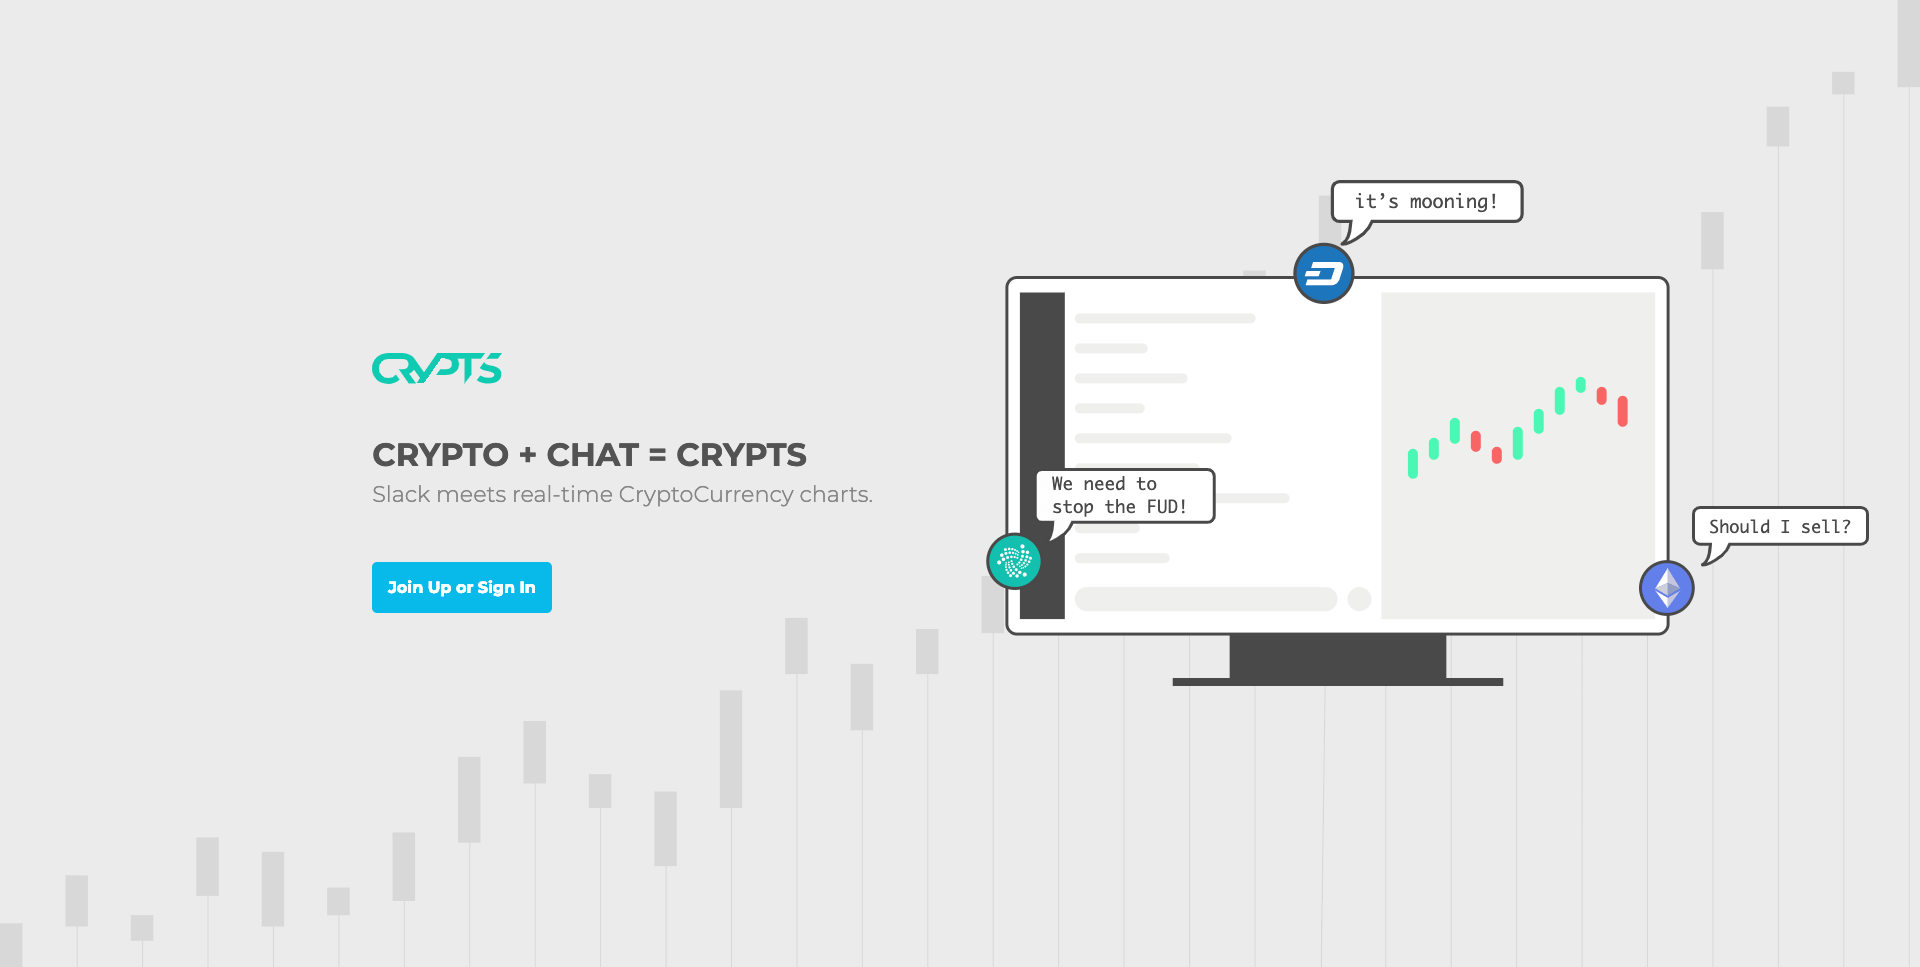 CRYPTS
CRYPTO + CHAT = CRYPTS
Slack meets real-time CryptoCurrency charts.
Join Up or Sign In
it's mooning!
We need to
stop the FUD!
Should I sell?